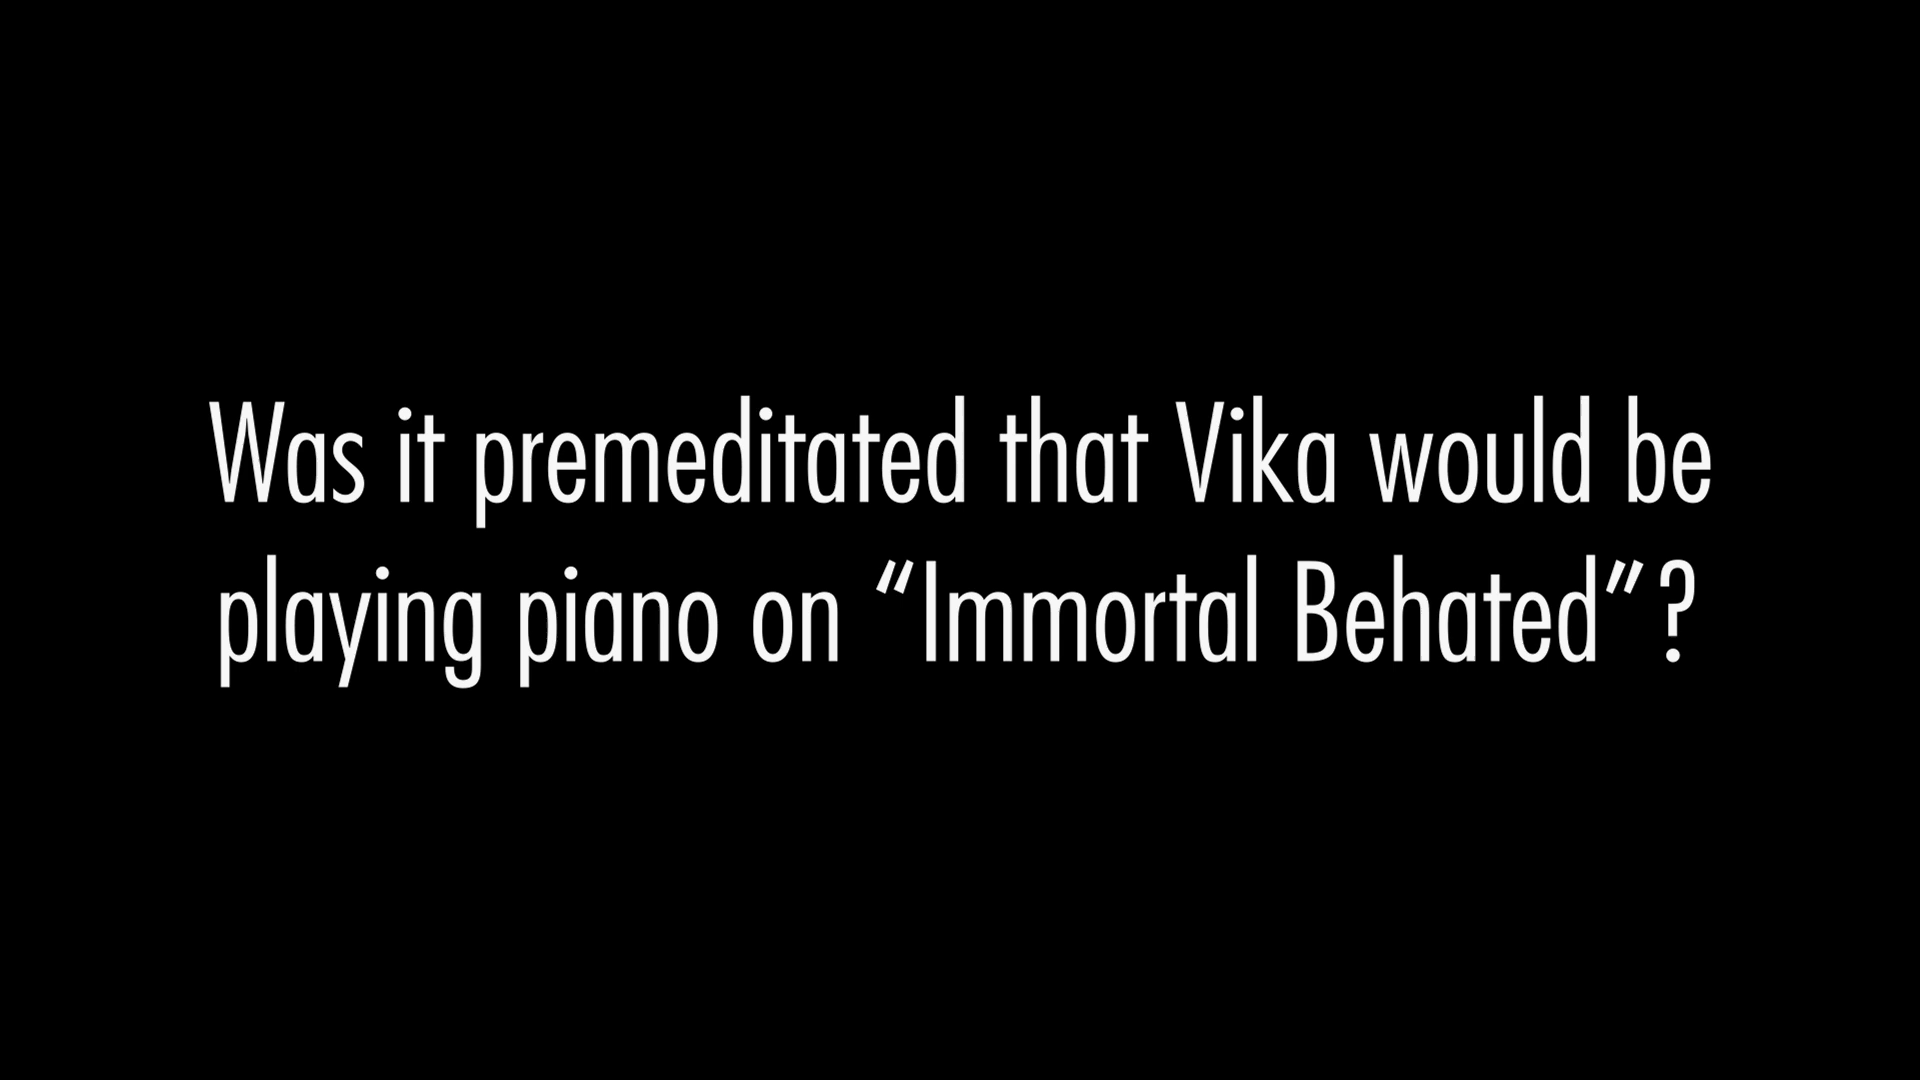 Was it premeditated that Vika would be
playing piano on “Immortal Behated”?